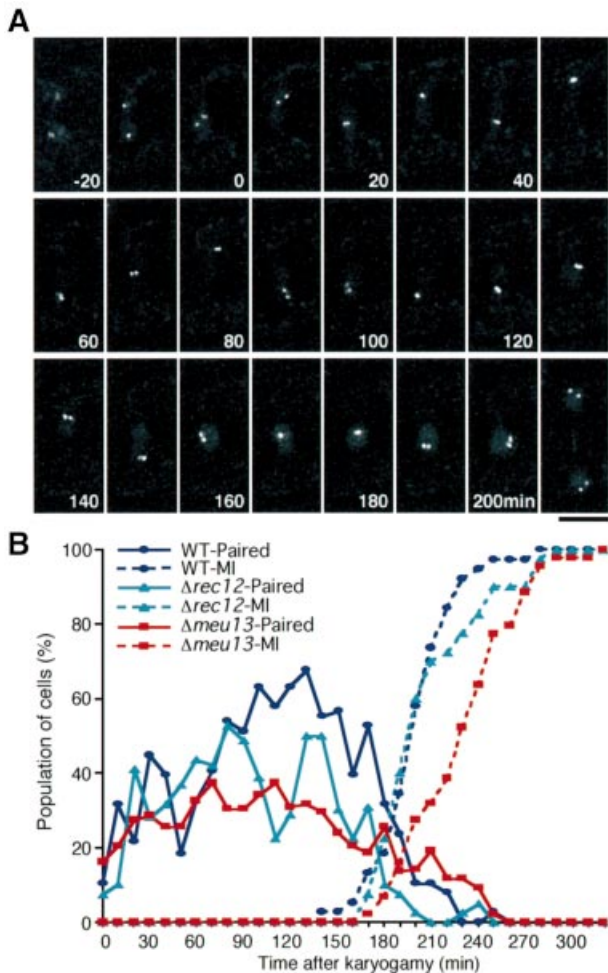 A
-20 0 20 40
60 80 100 120
140 160 180 200min
B
WT-Paired
WT-MI
Δrec12-Paired
Δrec12-MI
Δmeu13-Paired
Δmeu13-MI
Population of cells (%)
100
80
60
40
20
0
0 30 60 90 120 150 180 210 240 270 300
Time after karyogamy (min)